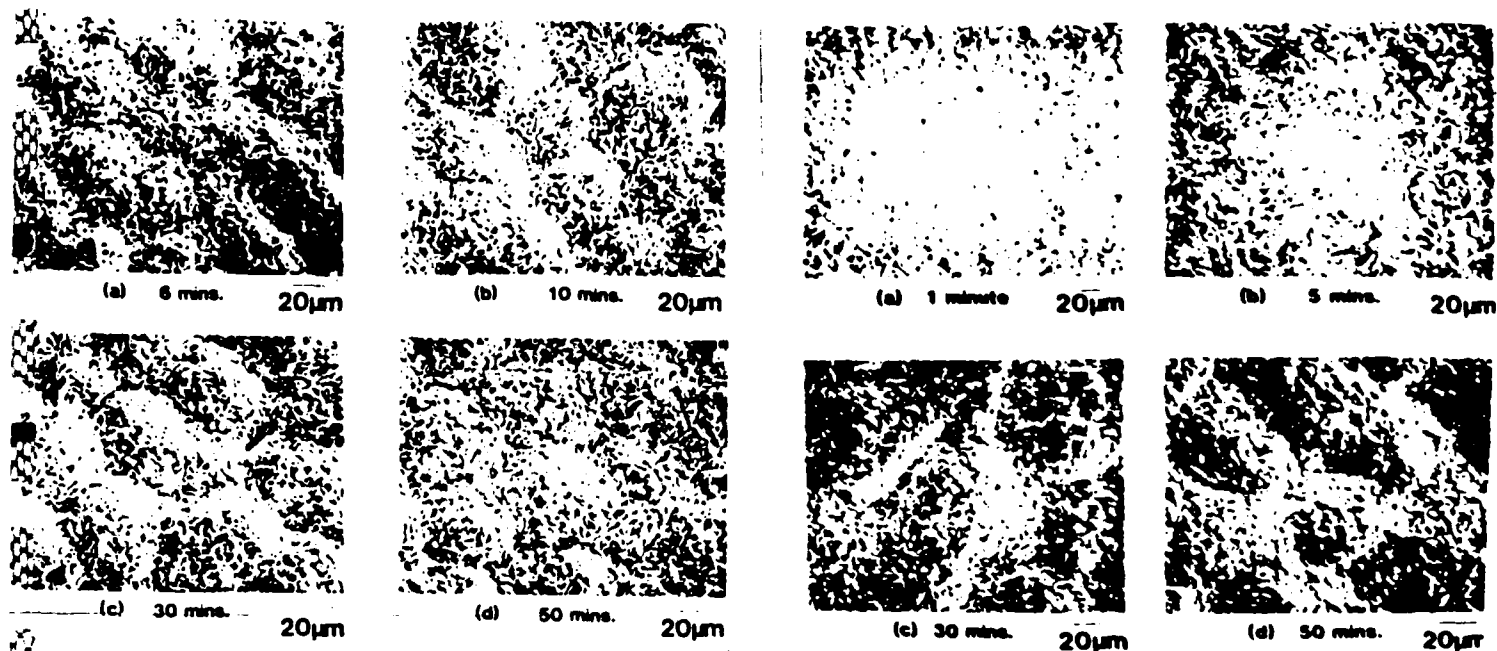 (a) 6 mins. 20µm
(b) 10 mins. 20µm
(a) 1 minute 20µm
(b) 5 mins. 20µm
(c) 30 mins. 20µm
(d) 50 mins. 20µm
(c) 30 mins. 20µm
(d) 50 mins. 20µm